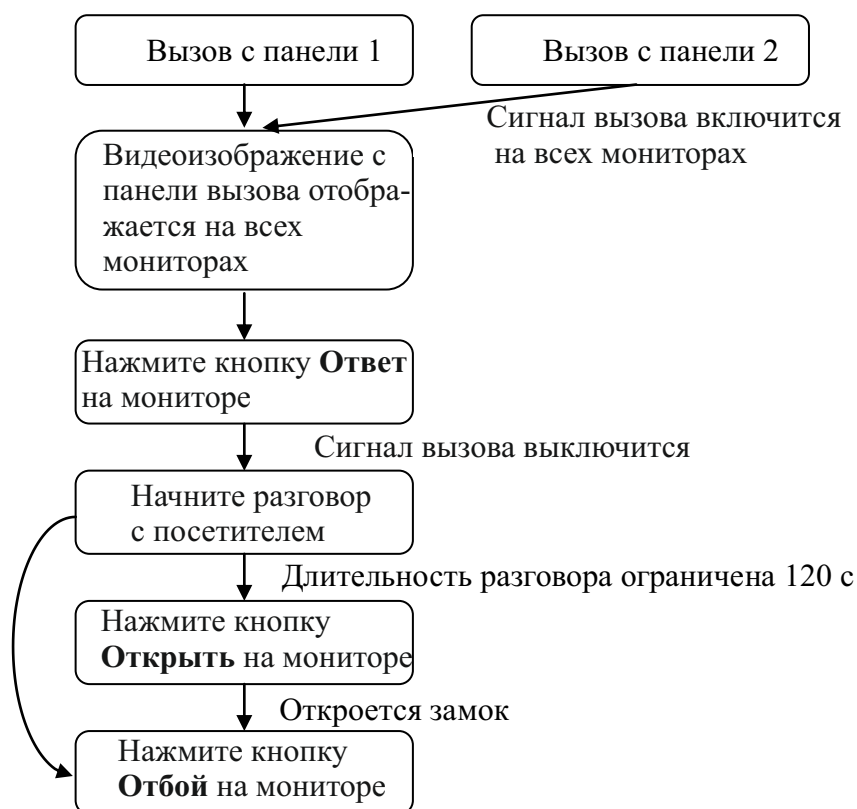 Вызов с панели 1
Вызов с панели 2
Сигнал вызова включится
на всех мониторах
Видеоизображение с
панели вызова отобра-
жается на всех
мониторах
Нажмите кнопку Ответ
на мониторе
Сигнал вызова выключится
Начните разговор
с посетителем
Длительность разговора ограничена 120 с
Нажмите кнопку
Открыть на мониторе
Откроется замок
Нажмите кнопку
Отбой на мониторе